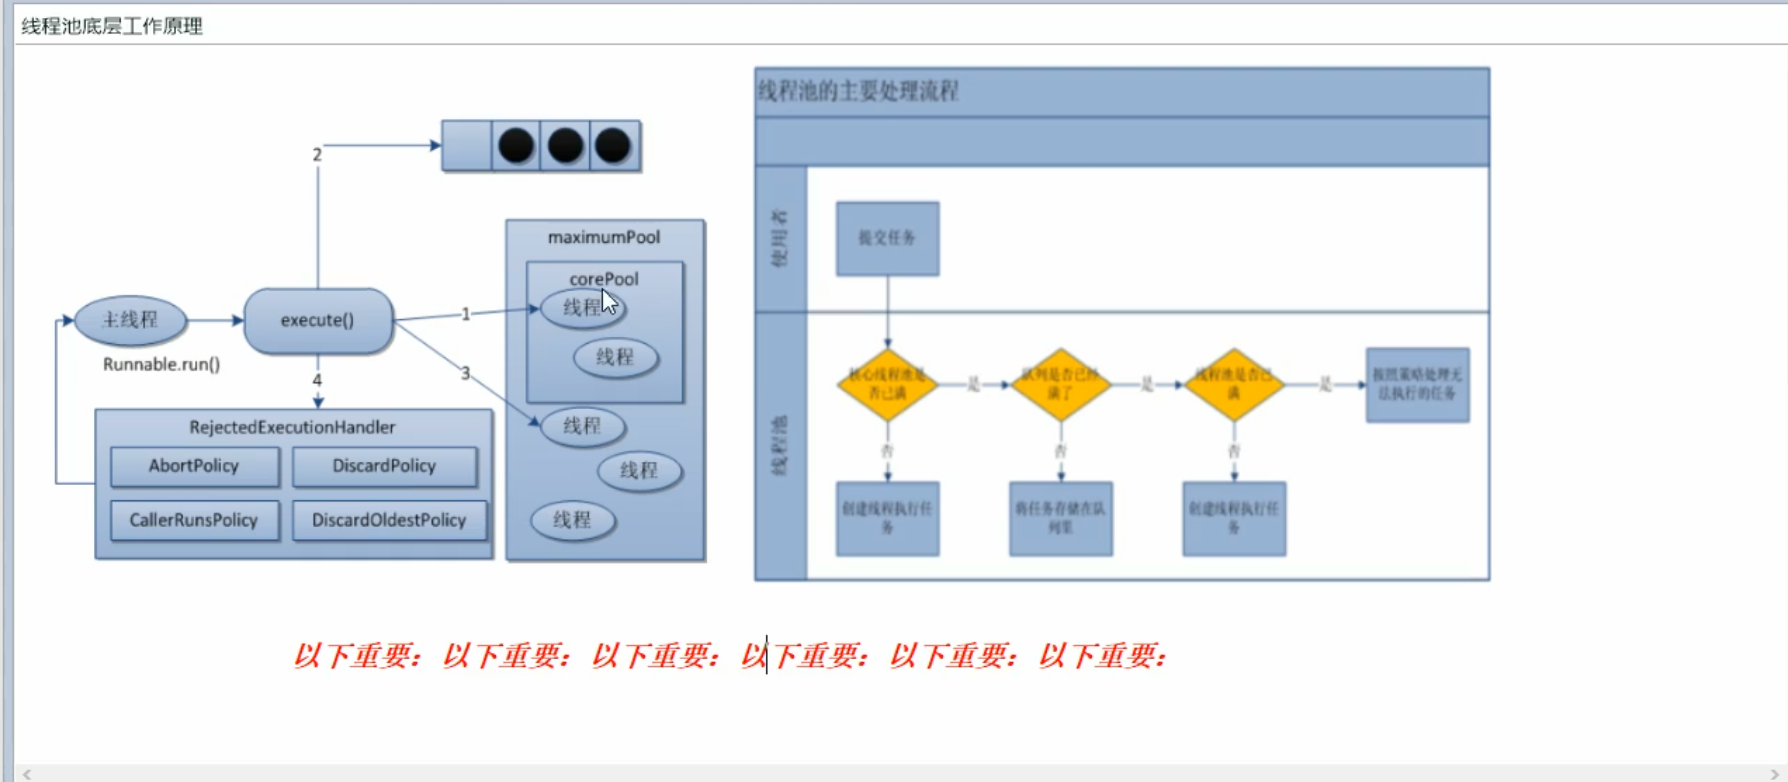 线程池底层工作原理
2
maximumPool
corePool
线程
线程
1
主线程
execute()
Runnable.run()
3
4
线程
线程
线程
RejectedExecutionHandler
AbortPolicy
DiscardPolicy
CallerRunsPolicy
DiscardOldestPolicy
线程池的主要处理流程
使用者
提交任务
线程池
核心线程池是
否已满
是
队列是否已经
满了
是
线程池是否已
满
是
按照策略处理无
法执行的任务
否
否
否
创建线程执行任
务
将任务存储在队
列里
创建线程执行任
务
以下重要：以下重要：以下重要：以下重要：以下重要：以下重要：